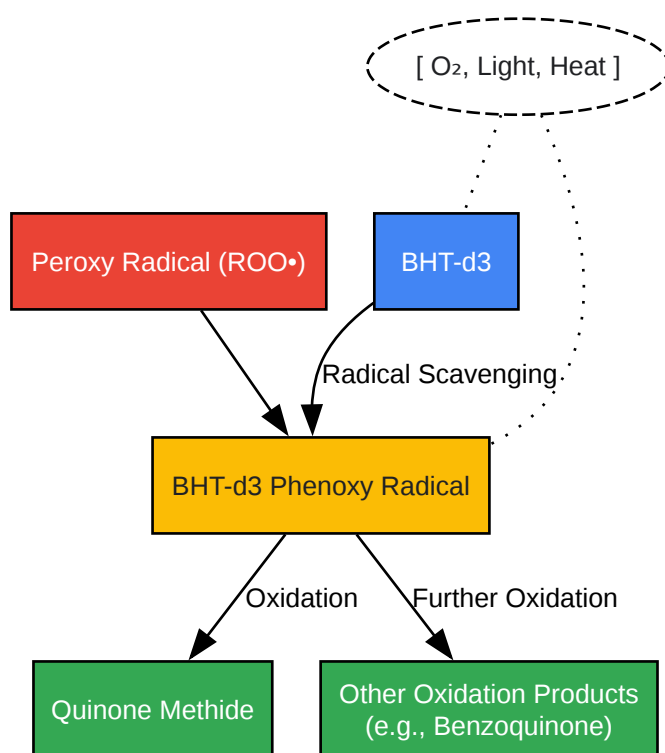 [ O₂, Light, Heat ]
Peroxy Radical (ROO•)
BHT-d3
Radical Scavenging
BHT-d3 Phenoxy Radical
Oxidation
Further Oxidation
Quinone Methide
Other Oxidation Products
(e.g., Benzoquinone)